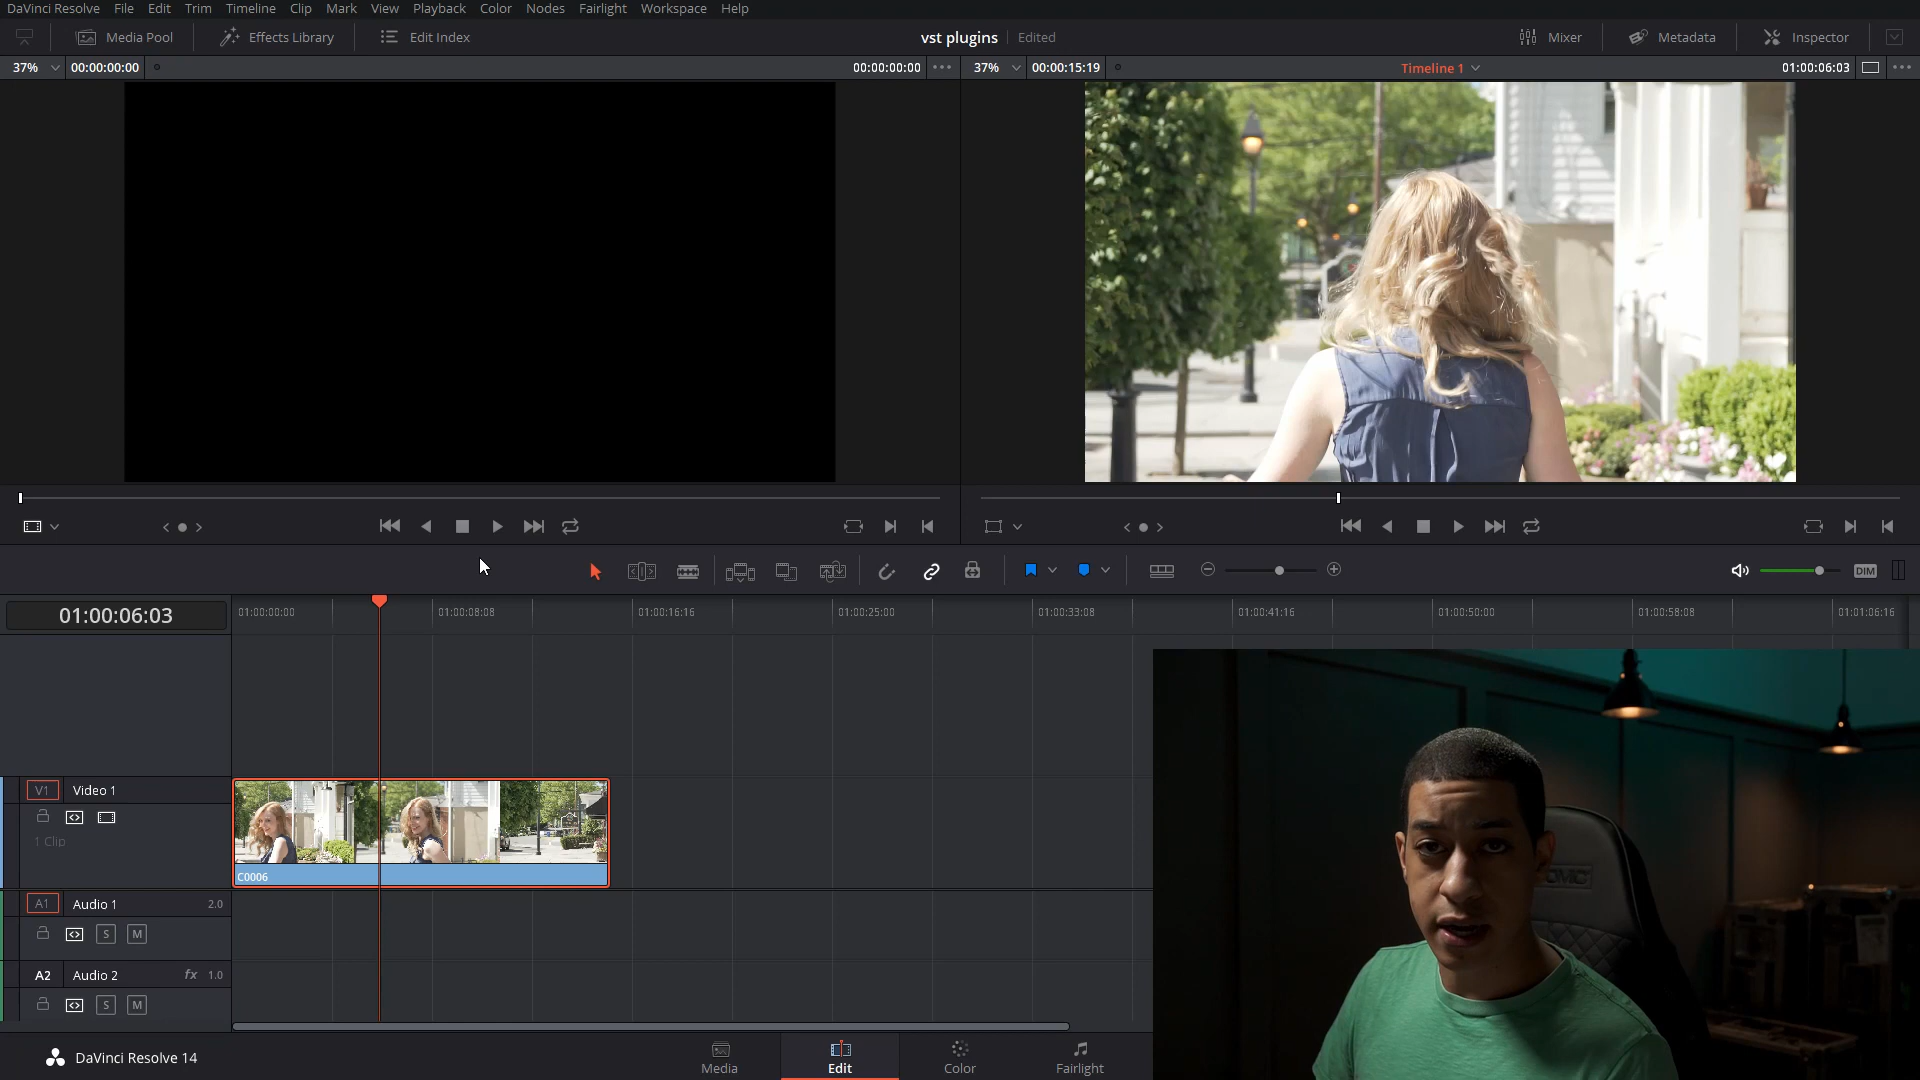 DaVinci Resolve File Edit Trim Timeline Clip Mark View Playback Color Nodes Fairlight Workspace Help
Media Pool Effects Library Edit Index vst plugins Edited Mixer Metadata Inspector
37% 00:00:00:00 00:00:00:00 37% 00:00:15:19 Timeline 1 01:00:06:03
DIM
01:00:06:03 01:00:00:00 01:00:08:08 01:00:16:16 01:00:25:00 01:00:33:08 01:00:41:16 01:00:50:00 01:00:58:08 01:01:06:16
V1 Video 1
1 Clip
C0006
A1 Audio 1 2.0
S M
A2 Audio 2 fx 1.0
S M
DaVinci Resolve 14
Media Edit Color Fairlight